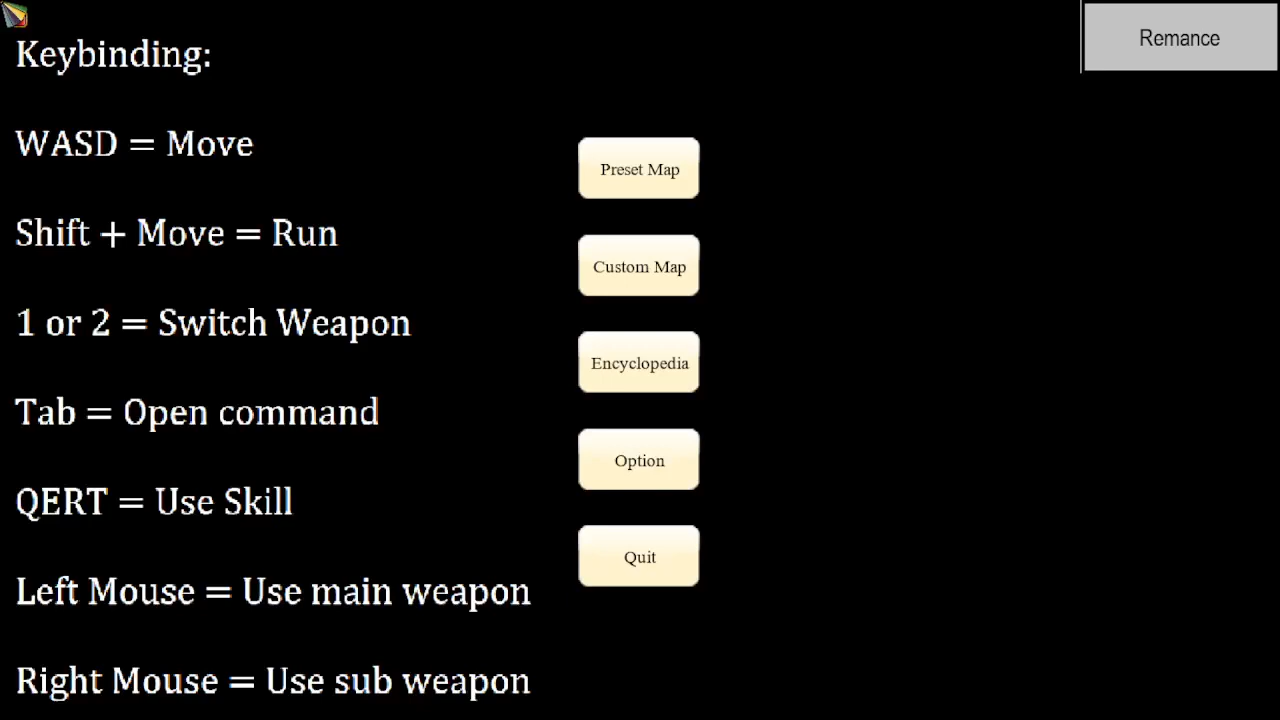 Keybinding:
WASD = Move
Shift + Move = Run
1 or 2 = Switch Weapon
Tab = Open command
QERT = Use Skill
Left Mouse = Use main weapon
Right Mouse = Use sub weapon
Preset Map
Custom Map
Encyclopedia
Option
Quit
Remance